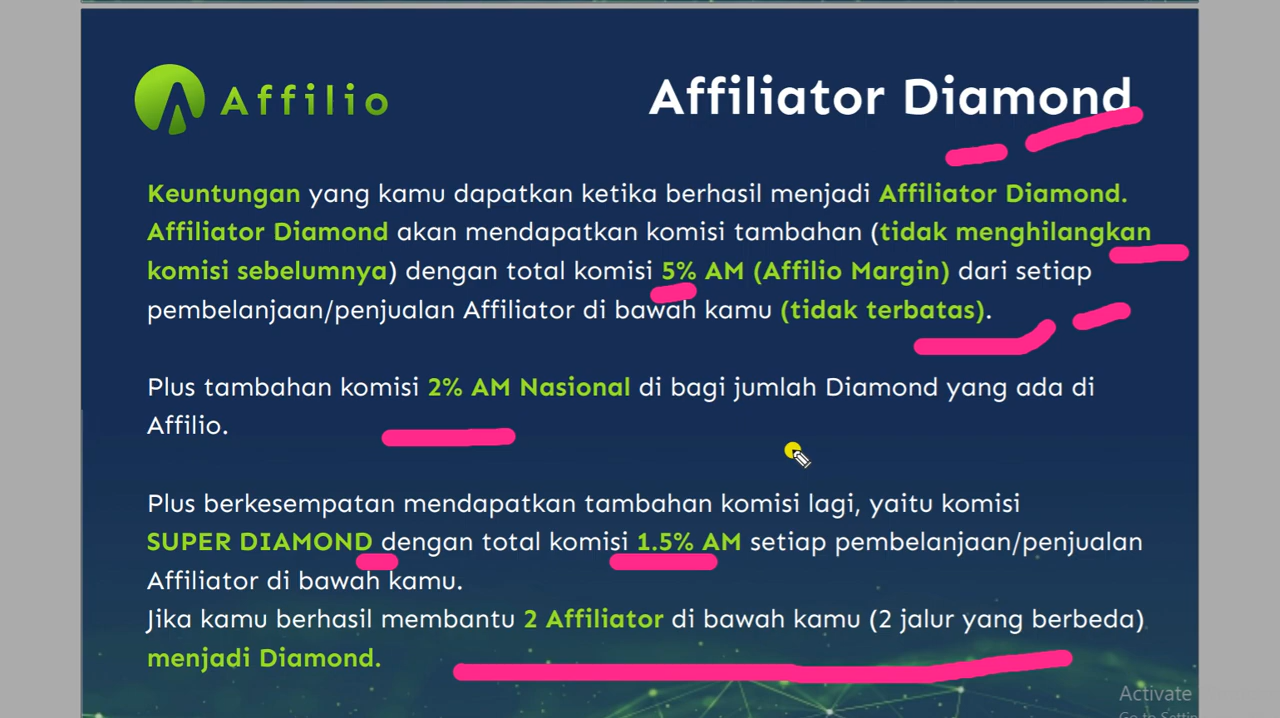 Affilio
Affiliator Diamond
Keuntungan yang kamu dapatkan ketika berhasil menjadi Affiliator Diamond.
Affiliator Diamond akan mendapatkan komisi tambahan (tidak menghilangkan
komisi sebelumnya) dengan total komisi 5% AM (Affilio Margin) dari setiap
pembelanjaan/penjualan Affiliator di bawah kamu (tidak terbatas).
Plus tambahan komisi 2% AM Nasional di bagi jumlah Diamond yang ada di
Affilio.
Plus berkesempatan mendapatkan tambahan komisi lagi, yaitu komisi
SUPER DIAMOND dengan total komisi 1.5% AM setiap pembelanjaan/penjualan
Affiliator di bawah kamu.
Jika kamu berhasil membantu 2 Affiliator di bawah kamu (2 jalur yang berbeda)
menjadi Diamond.
Activate